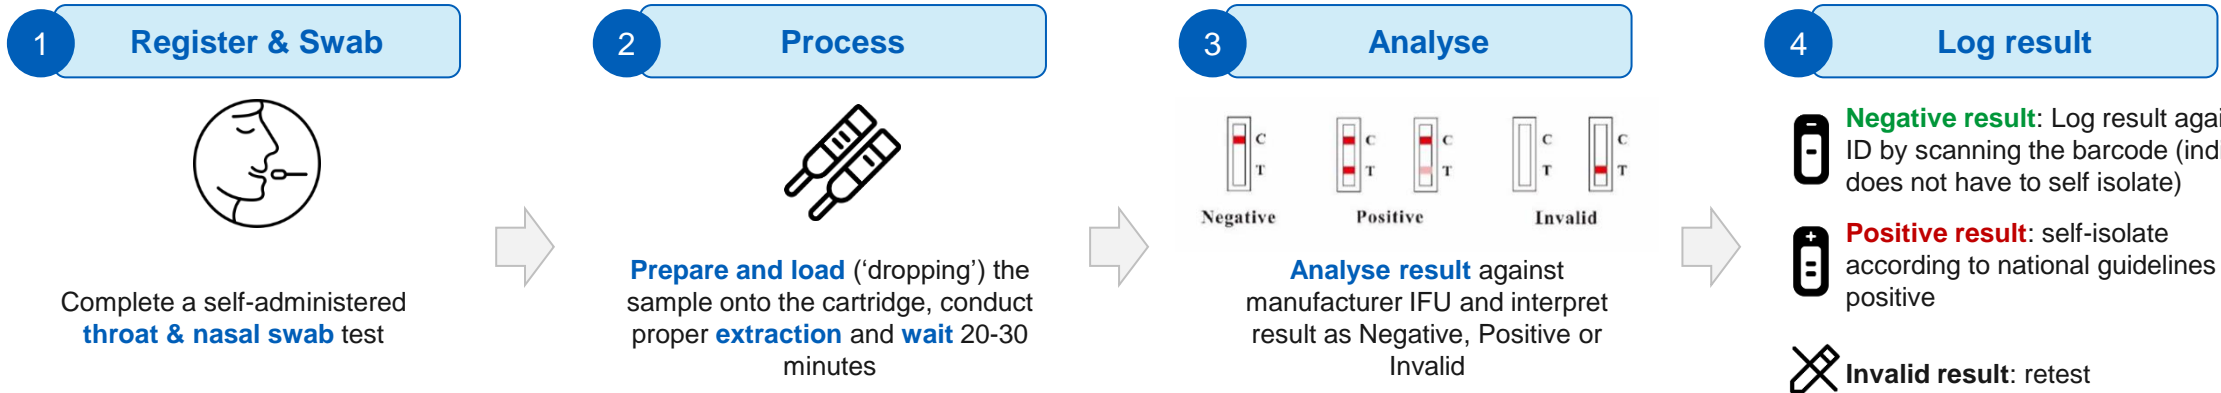 1
Register & Swab
Complete a self-administered
throat & nasal swab test
2
Process
Prepare and load (‘dropping’) the
sample onto the cartridge, conduct
proper extraction and wait 20-30
minutes
3
Analyse
C
T
Negative
C
T
C
T
Positive
C
T
C
T
Invalid
Analyse result against
manufacturer IFU and interpret
result as Negative, Positive or
Invalid
4
Log result
Negative result: Log result
ID by scanning the barcode
does not have to self isolate)
Positive result: self-isolate
according to national guidelines
positive
Invalid result: retest